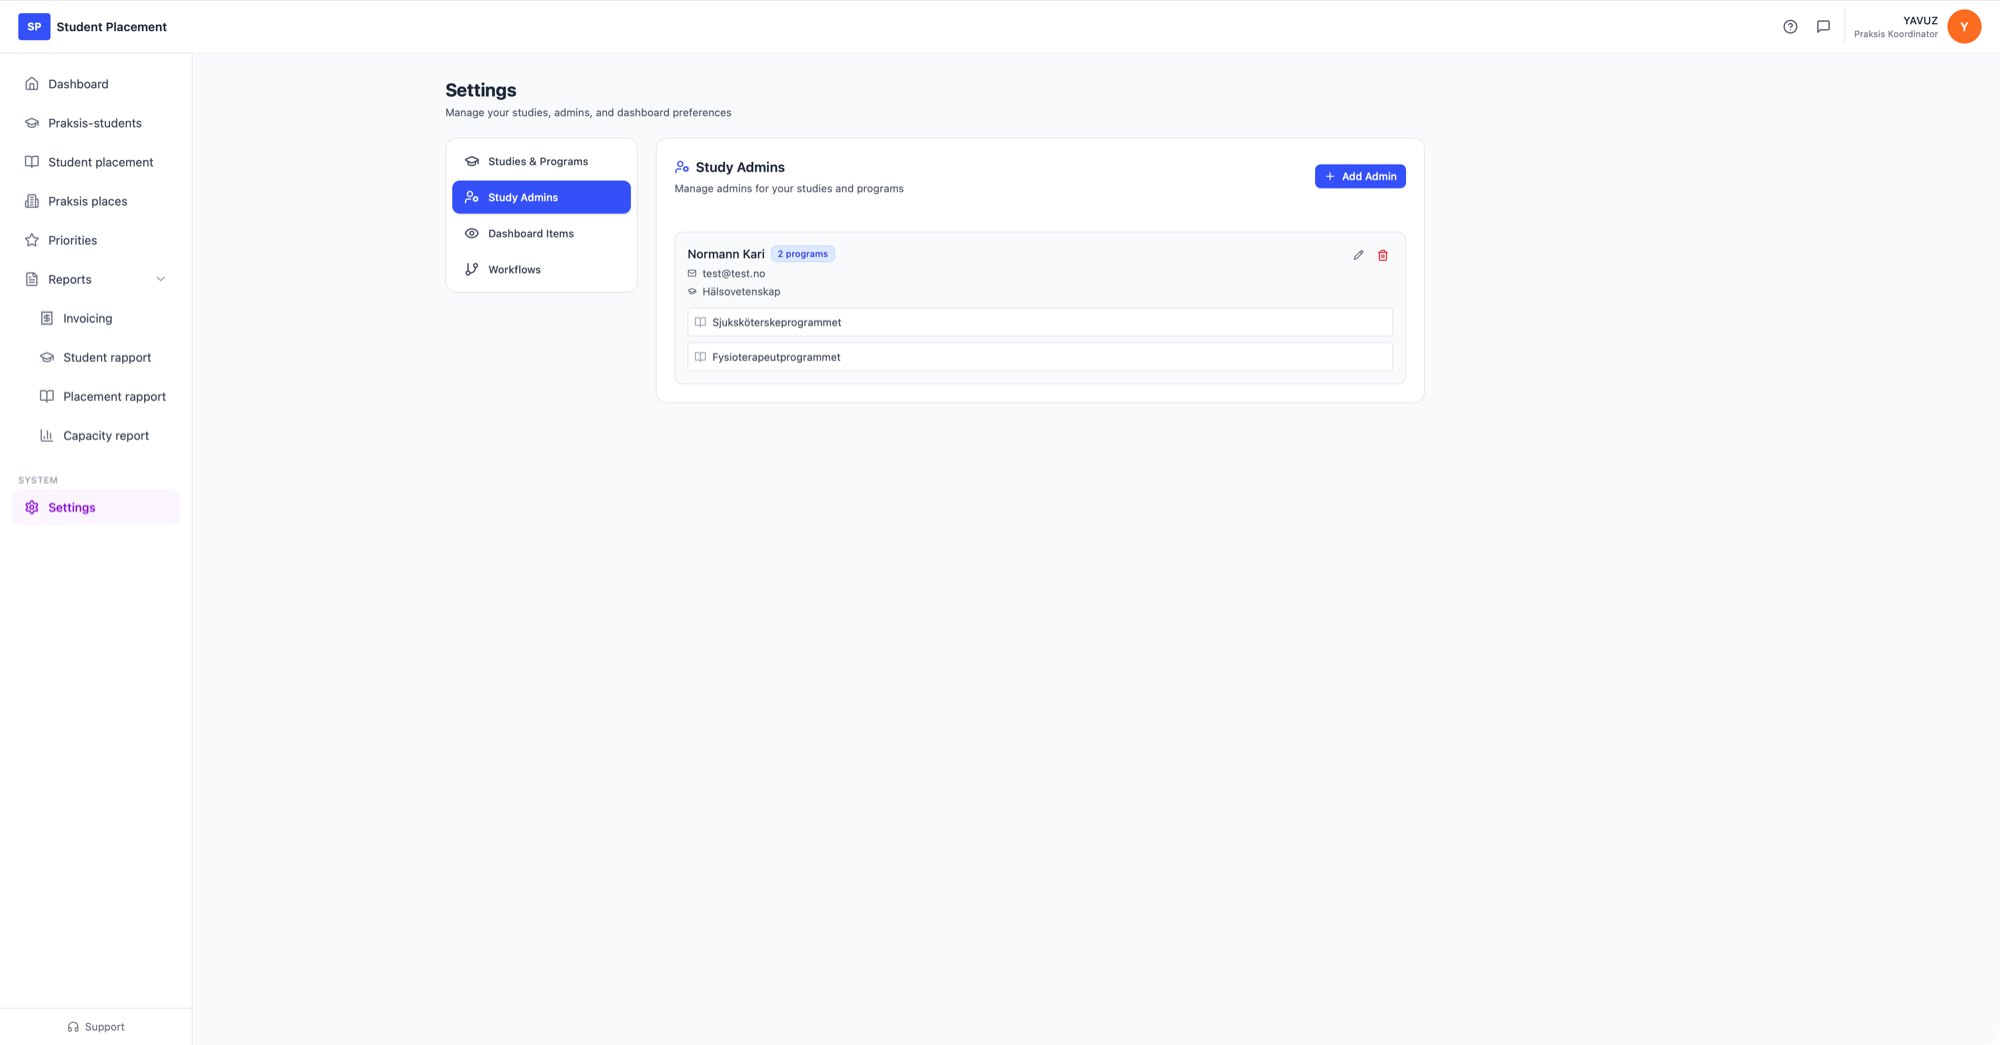 SP Student Placement
YAVUZ
Praksis Koordinator
Y
Dashboard
Praksis-students
Student placement
Praksis places
Priorities
Reports
Invoicing
Student rapport
Placement rapport
Capacity report
SYSTEM
Settings
Support
Settings
Manage your studies, admins, and dashboard preferences
Studies & Programs
Study Admins
Dashboard Items
Workflows
Study Admins
Manage admins for your studies and programs
Add Admin
Normann Kari 2 programs
test@test.no
Hälsovetenskap
Sjuksköterskeprogrammet
Fysioterapeutprogrammet